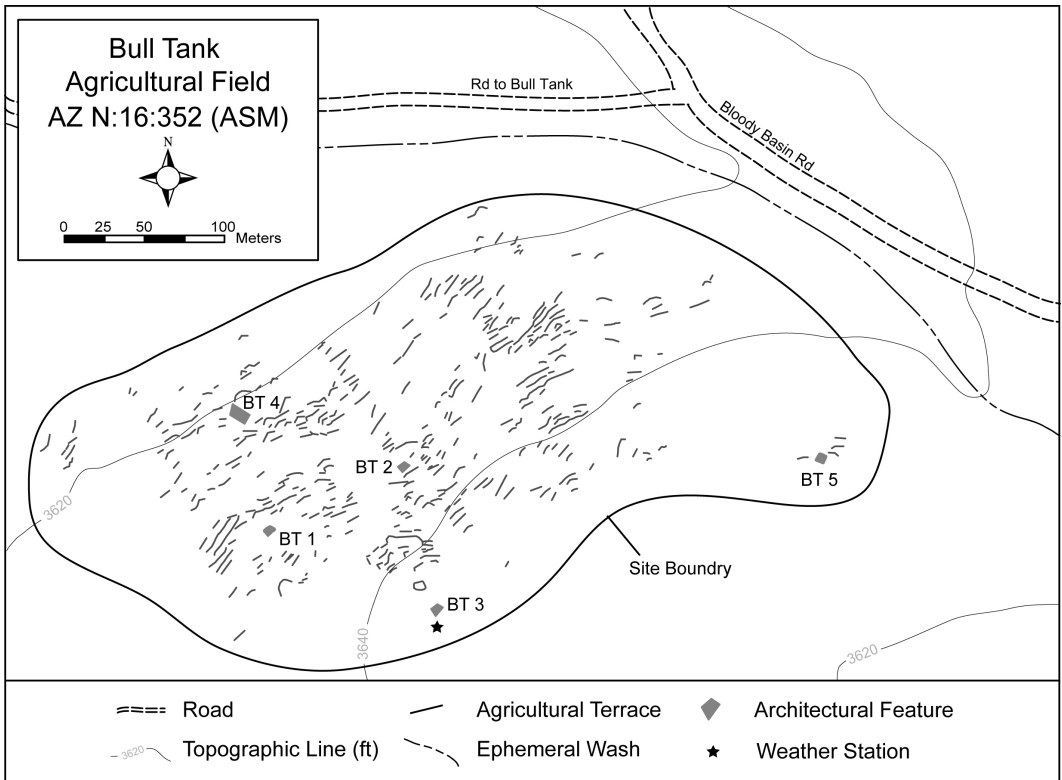 Bull Tank
Agricultural Field
AZ N:16:352 (ASM)
N
0 25 50 100
Meters
Rd to Bull Tank
Bloody Basin Rd
BT 4
BT 2
BT 5
3620
BT 1
Site Boundry
BT 3
3640
3620
Road
Agricultural Terrace
Architectural Feature
3620
Topographic Line (ft)
Ephemeral Wash
Weather Station